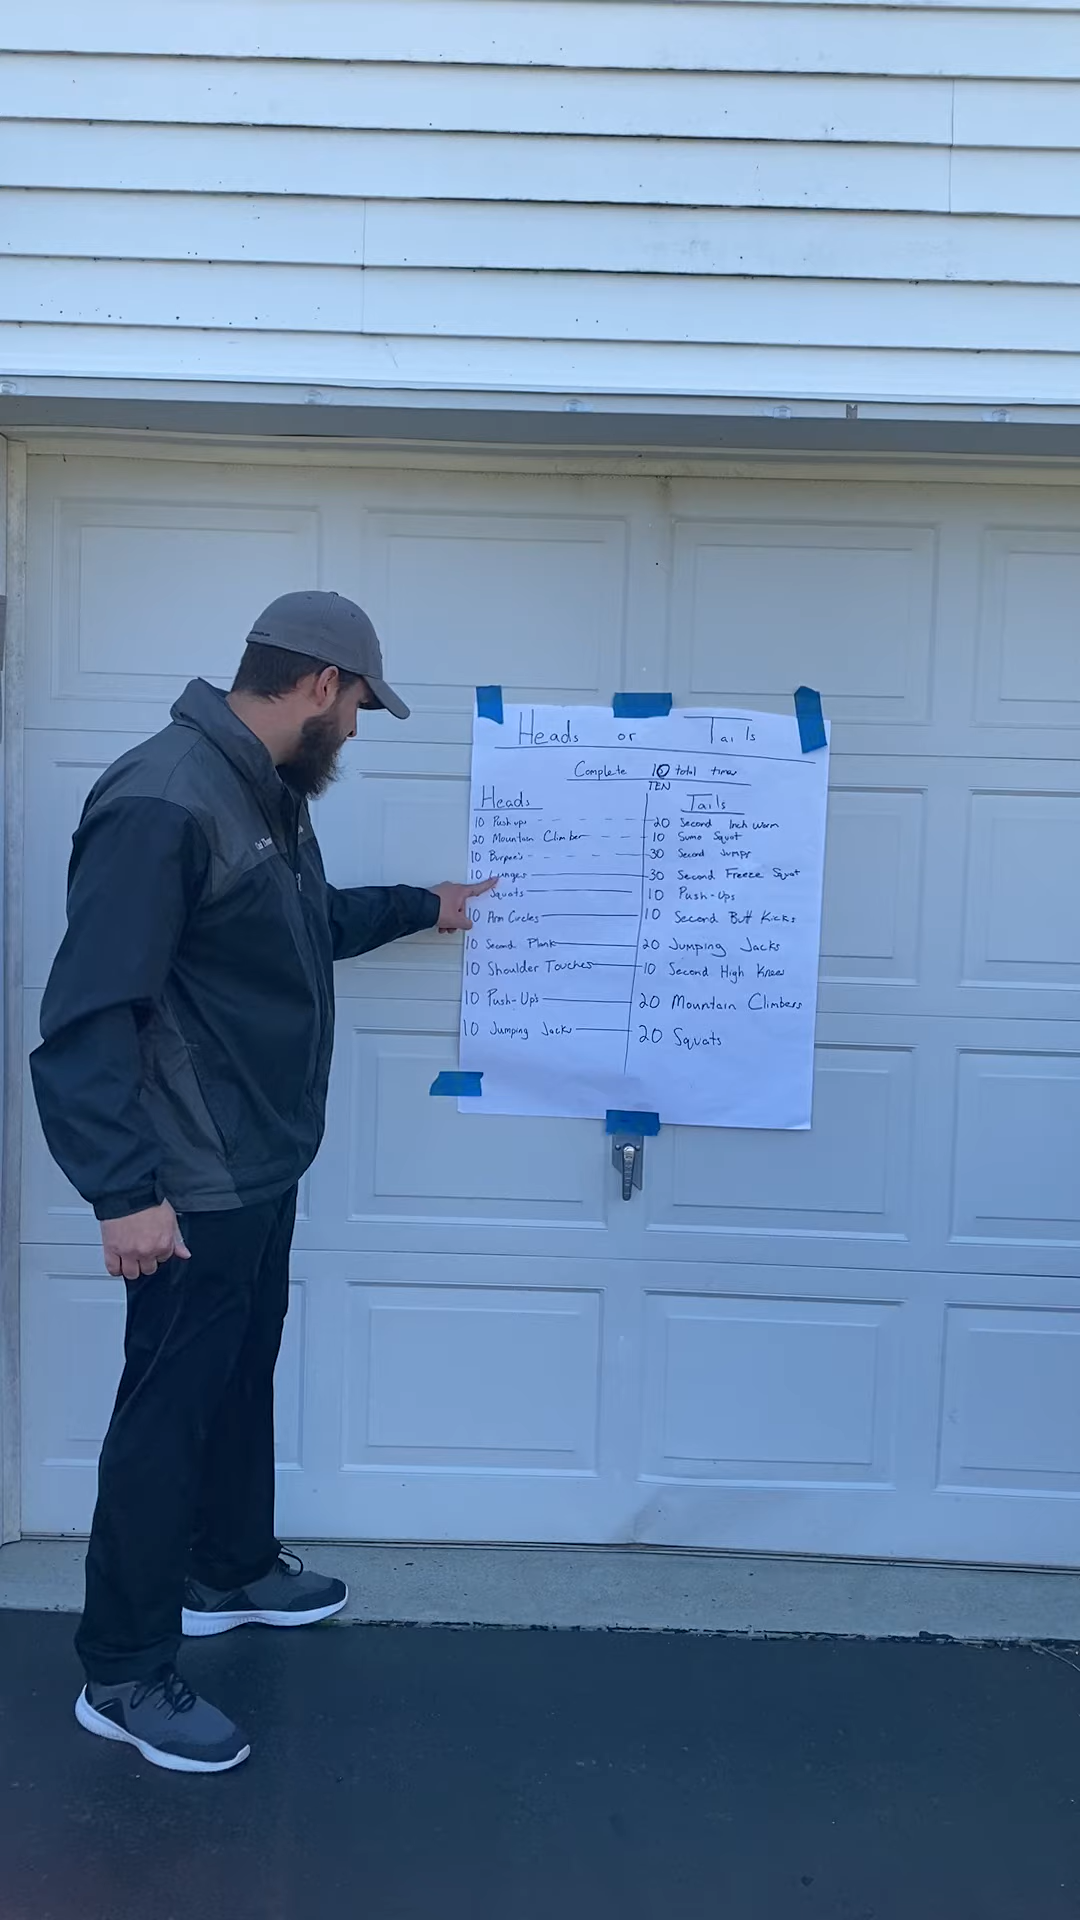 Heads or Tails
Complete 10 total times
TEN
Heads Tails
10 Pushups 20 Second Inch Worm
20 Mountain Climber 10 Sumo Squat
10 Burpee's 30 Second Jumps
10 Lunges 30 Second Freeze Squat
Squats 10 Push-Ups
10 Arm Circles 10 Second Butt Kicks
10 Second Plank 20 Jumping Jacks
10 Shoulder Touches 10 Second High Knees
10 Push-Up's 20 Mountain Climbers
10 Jumping Jacks 20 Squats